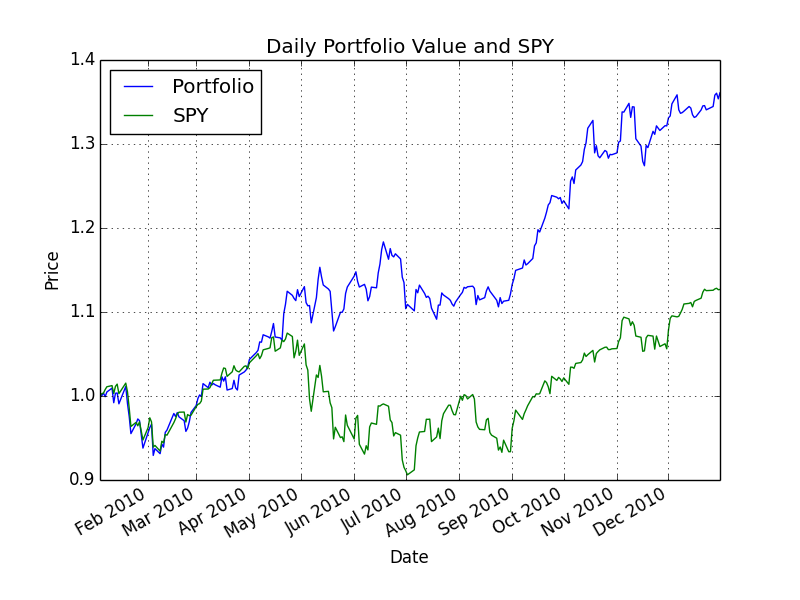 Daily Portfolio Value and SPY
Portfolio
SPY
1.4
1.3
1.2
1.1
1.0
0.9
Price
Feb 2010
Mar 2010
Apr 2010
May 2010
Jun 2010
Jul 2010
Aug 2010
Sep 2010
Oct 2010
Nov 2010
Dec 2010
Date